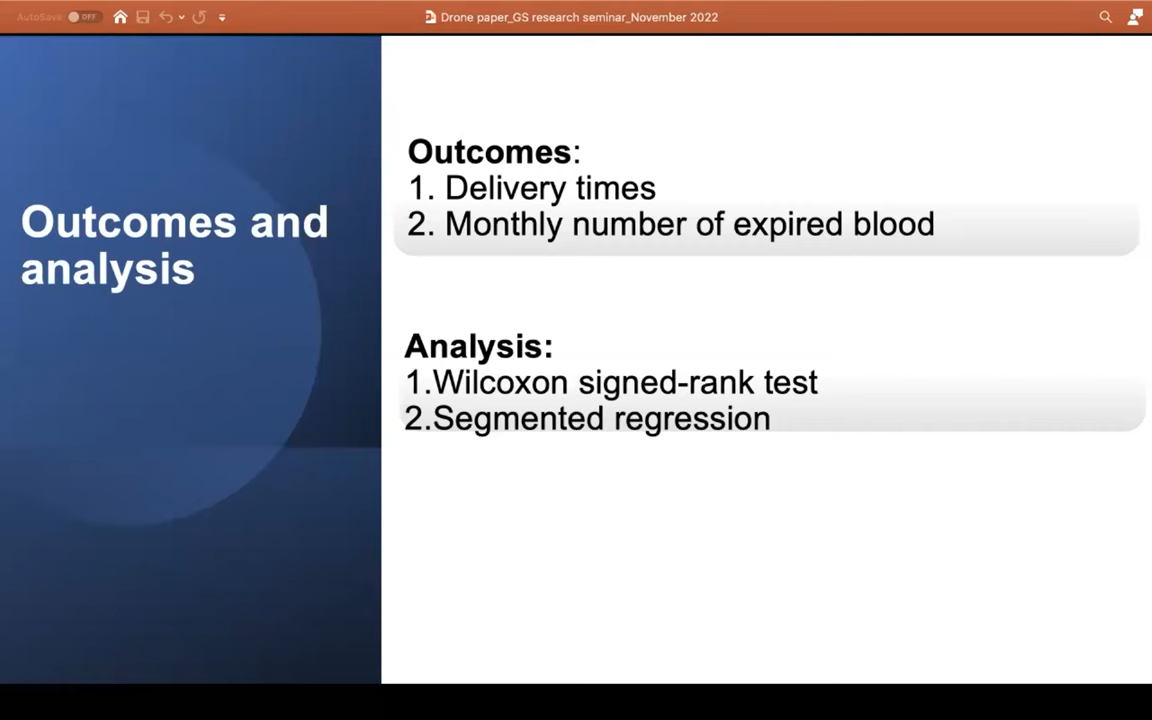 AutoSave OFF
Drone paper_GS research seminar_November 2022
Outcomes and
analysis
Outcomes:
1. Delivery times
2. Monthly number of expired blood
Analysis:
1.Wilcoxon signed-rank test
2.Segmented regression